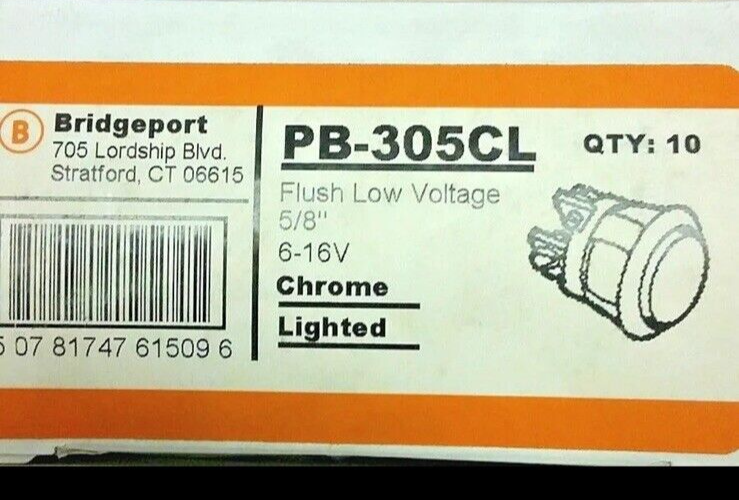 B Bridgeport
705 Lordship Blvd.
Stratford, CT 06615
5 07 81747 61509 6
PB-305CL
QTY: 10
Flush Low Voltage
5/8"
6-16V
Chrome
Lighted